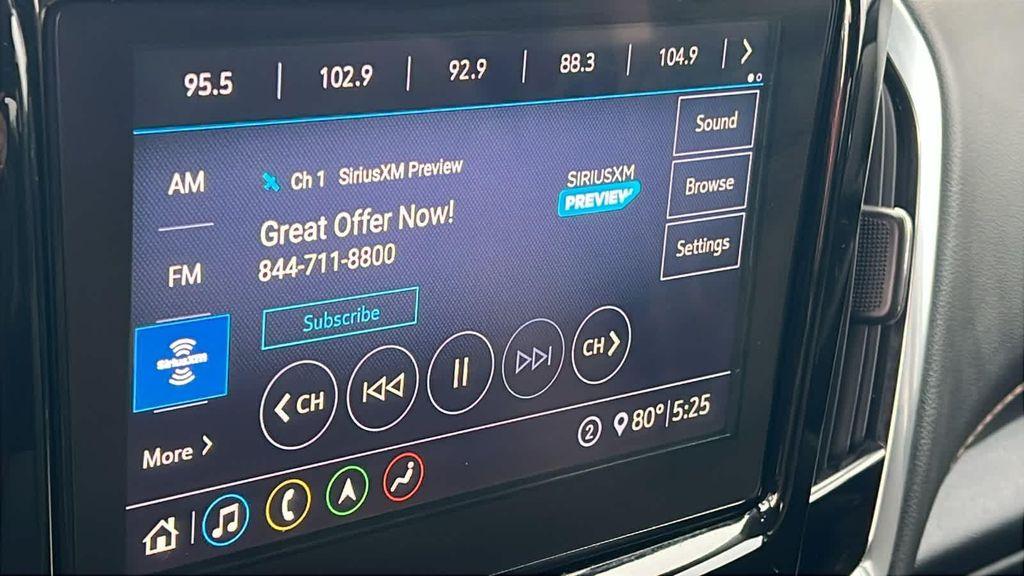 95.5 | 102.9 | 92.9 | 88.3 | 104.9 |
Sound
AM
Ch 1 SiriusXM Preview
SIRIUSXM
PREVIEW
Browse
Great Offer Now!
FM
844-711-8800
Settings
Subscribe
SiriusXM
CH
CH
2 80° | 5:25
More